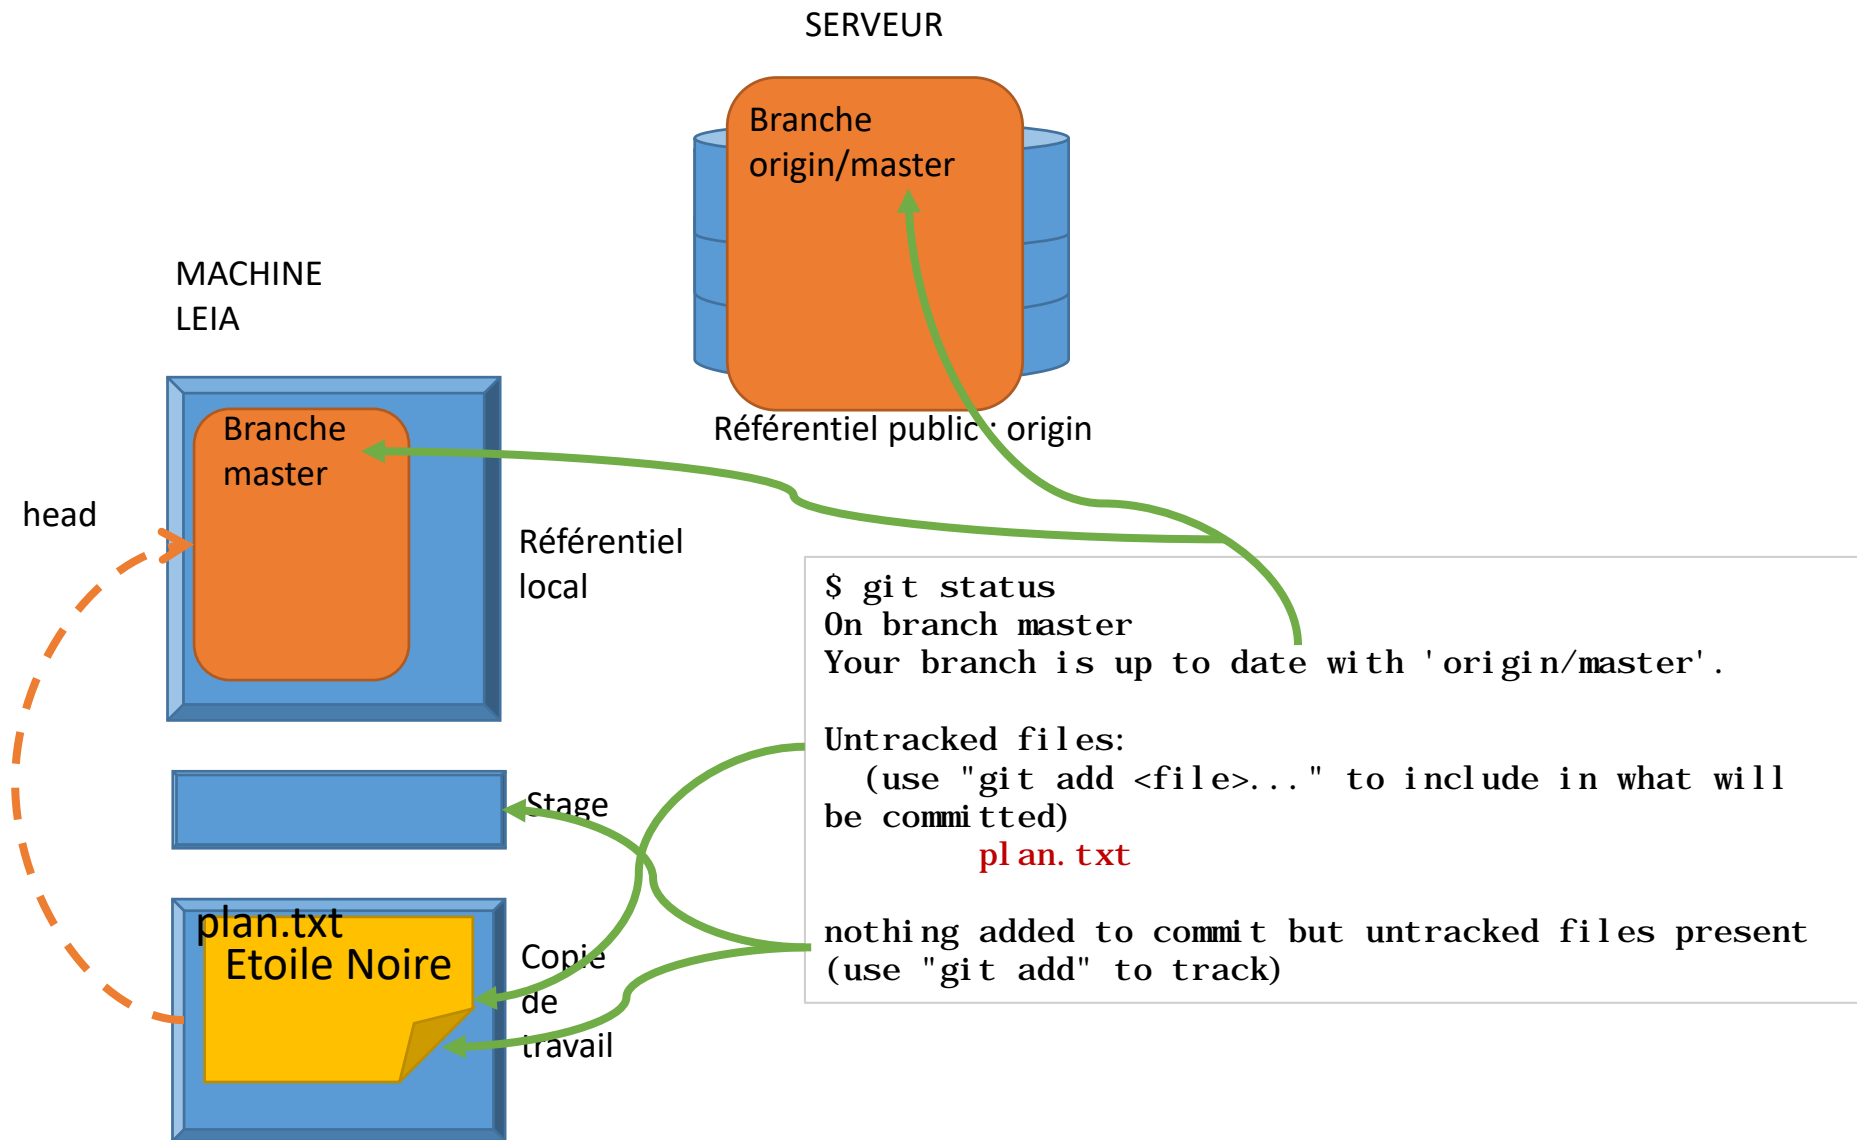 SERVEUR
Branche
origin/master
MACHINE
LEIA
Référentiel public : origin
Branche
master
head
Référentiel
local
$ git status
On branch master
Your branch is up to date with 'origin/master'.
Untracked files:
(use "git add <file>..." to include in what will
be committed)
plan.txt
nothing added to commit but untracked files present
(use "git add" to track)
Stage
plan.txt
Etoile Noire
Copie
de
travail